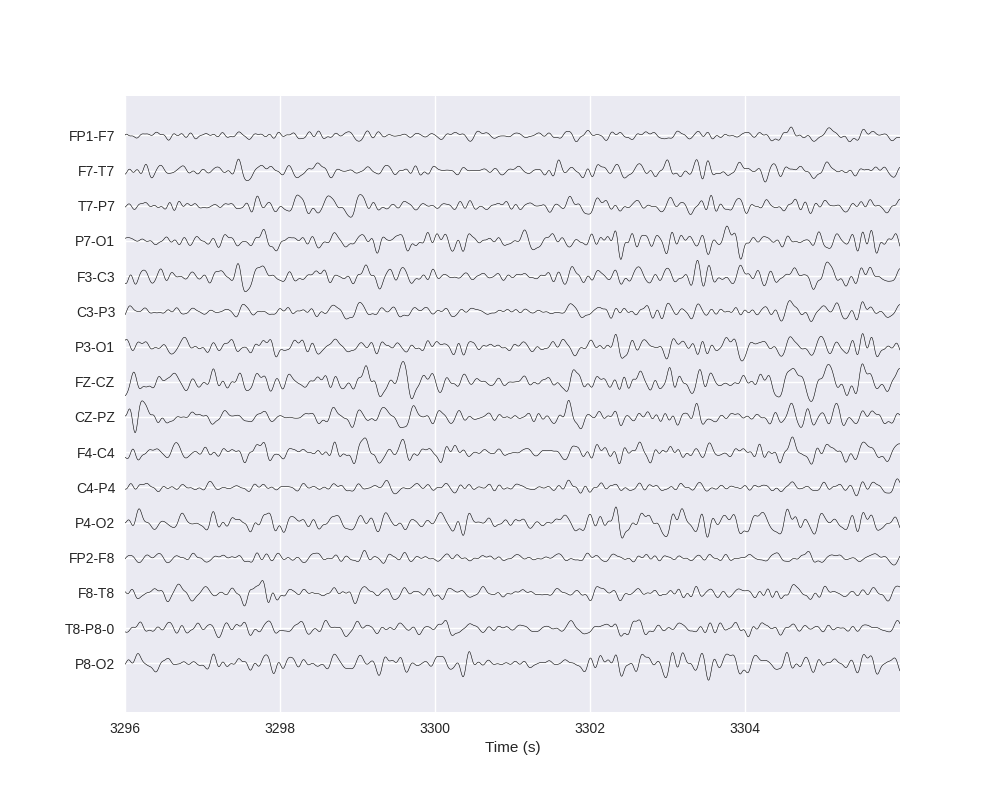 FP1-F7
F7-T7
T7-P7
P7-O1
F3-C3
C3-P3
P3-O1
FZ-CZ
CZ-PZ
F4-C4
C4-P4
P4-O2
FP2-F8
F8-T8
T8-P8-0
P8-O2
3296 3298 3300 3302 3304
Time (s)